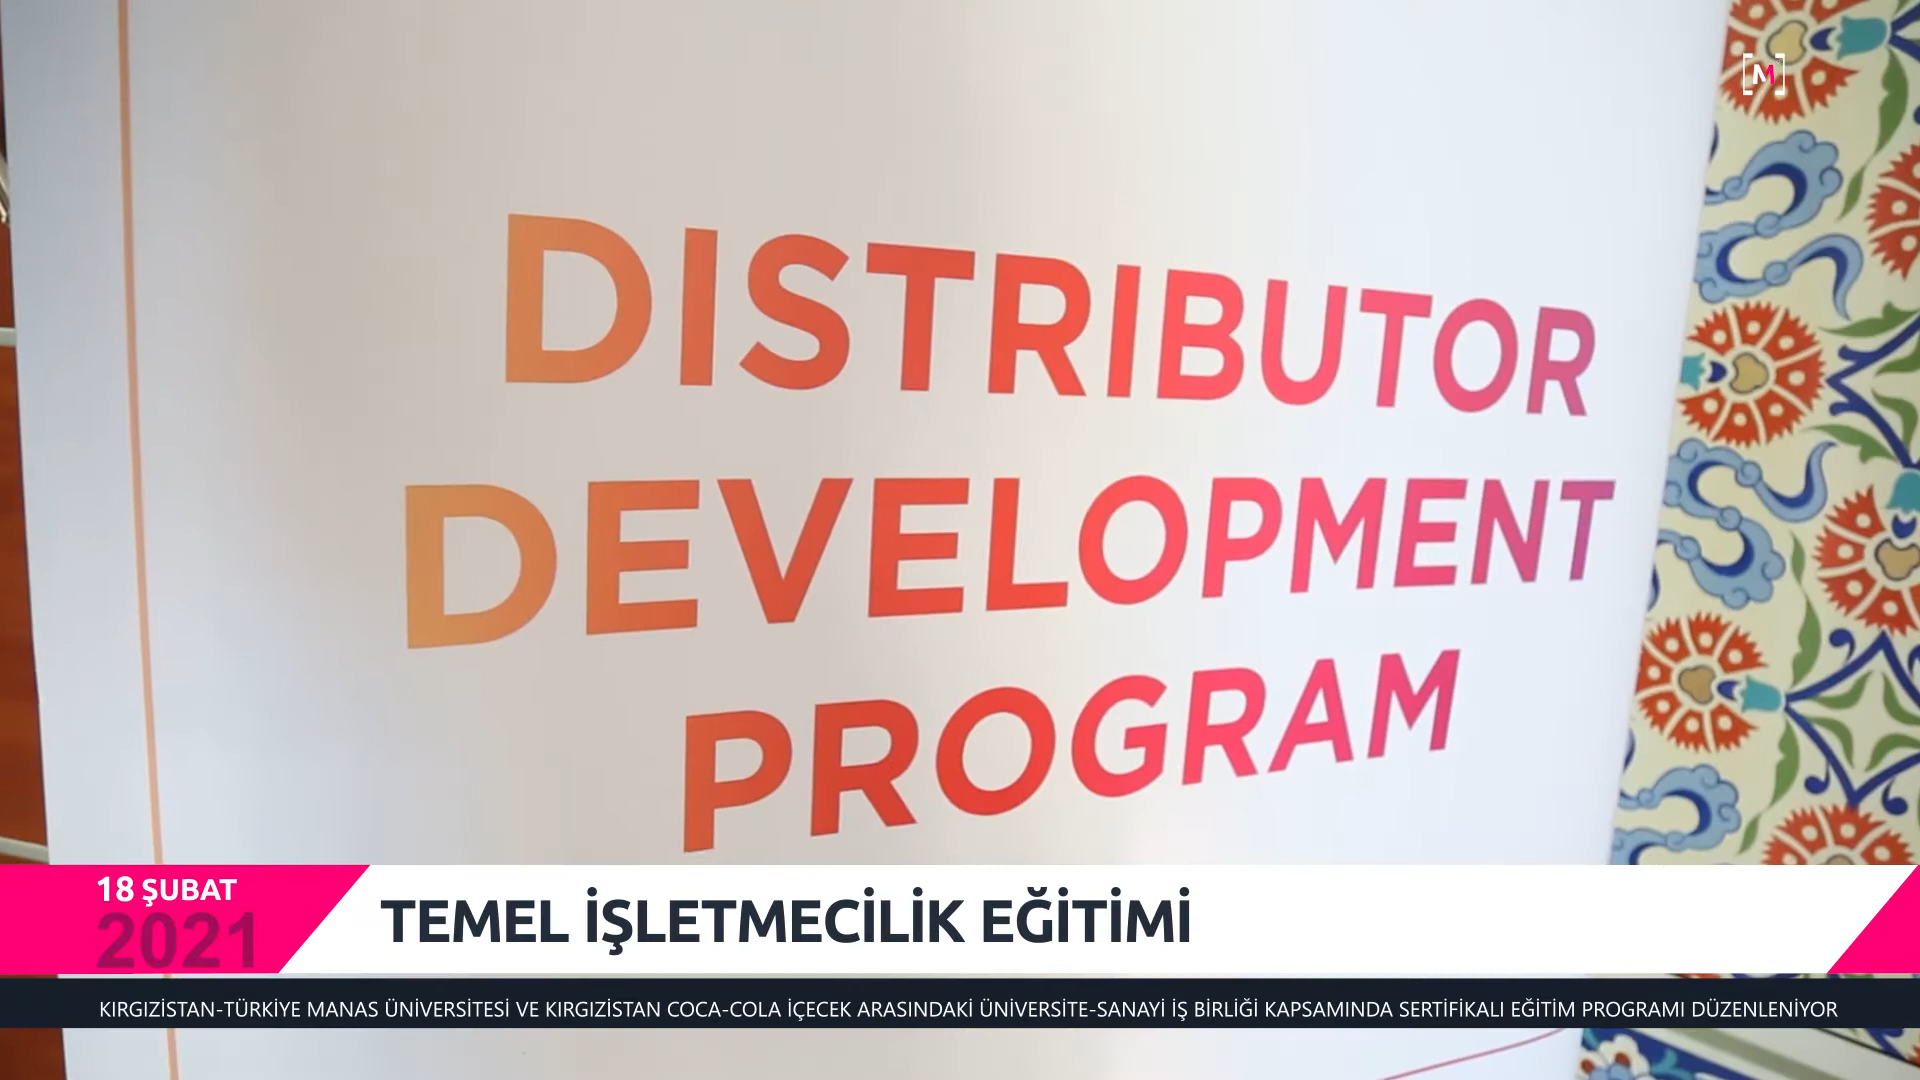 [M]
DISTRIBUTOR
DEVELOPMENT
PROGRAM
18 ŞUBAT
2021
TEMEL İŞLETMECİLİK EĞİTİMİ
KIRGIZİSTAN-TÜRKİYE MANAS ÜNİVERSİTESİ VE KIRGIZİSTAN COCA-COLA İÇECEK ARASINDAKİ ÜNİVERSİTE-SANAYİ İŞ BİRLİĞİ KAPSAMINDA SERTİFİKALI EĞİTİM PROGRAMI DÜZENLENİYOR